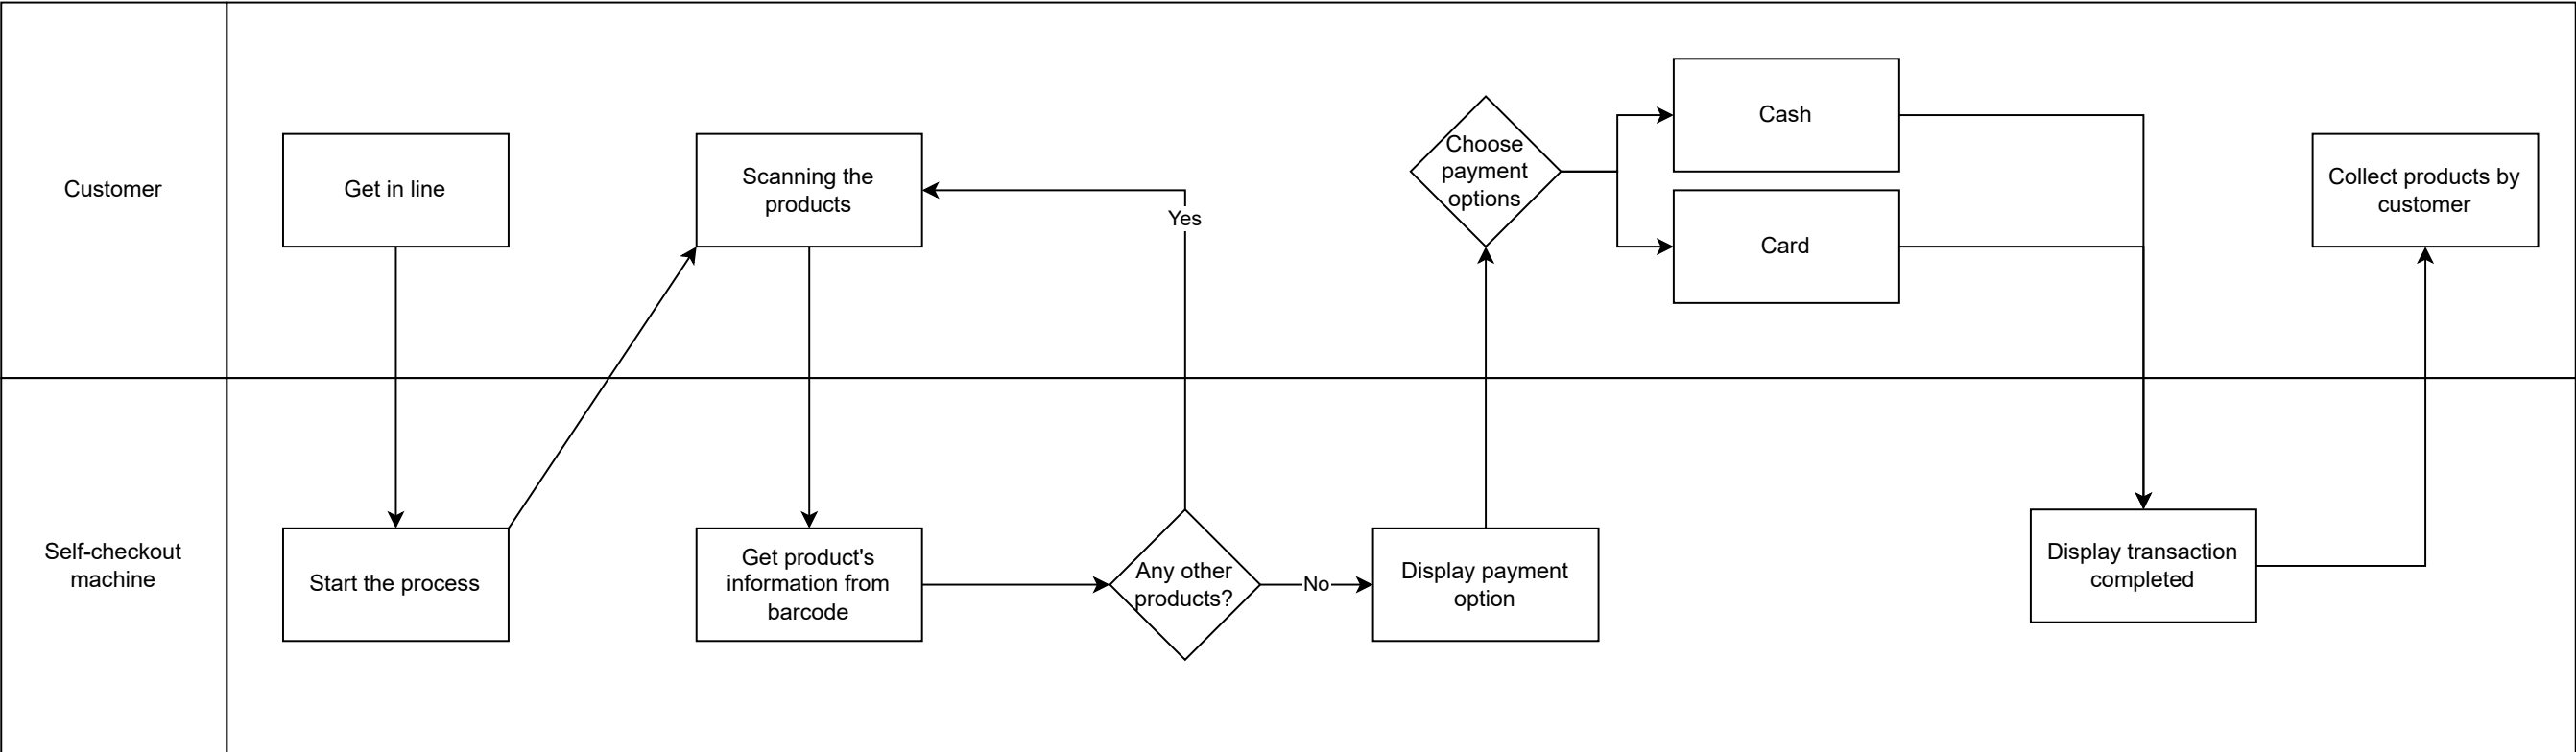 Customer
Get in line
Scanning the
products
Yes
Choose
payment
options
Cash
Card
Collect products by
customer
Self-checkout
machine
Start the process
Get product's
information from
barcode
Any other
products?
No
Display payment
option
Display transaction
completed